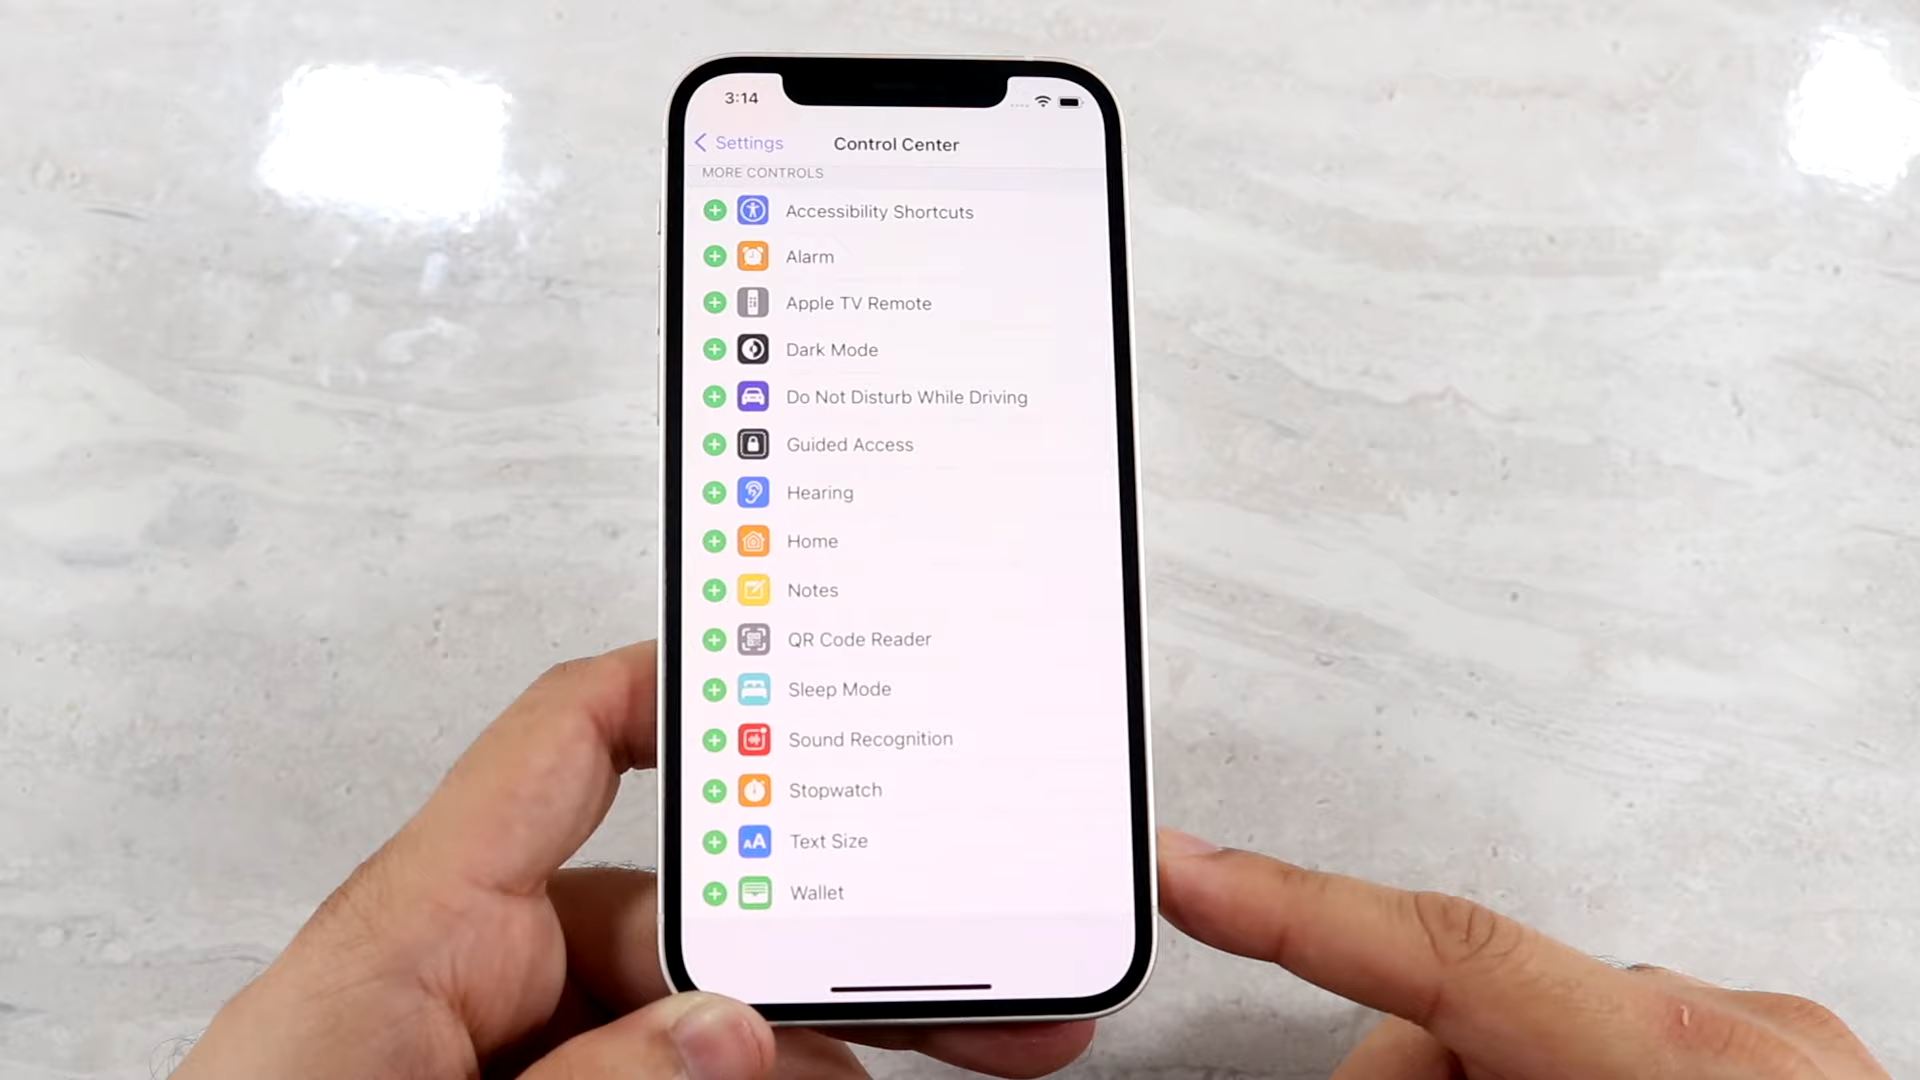 3:14
Settings
Control Center
MORE CONTROLS
Accessibility Shortcuts
Alarm
Apple TV Remote
Dark Mode
Do Not Disturb While Driving
Guided Access
Hearing
Home
Notes
QR Code Reader
Sleep Mode
Sound Recognition
Stopwatch
AA Text Size
Wallet